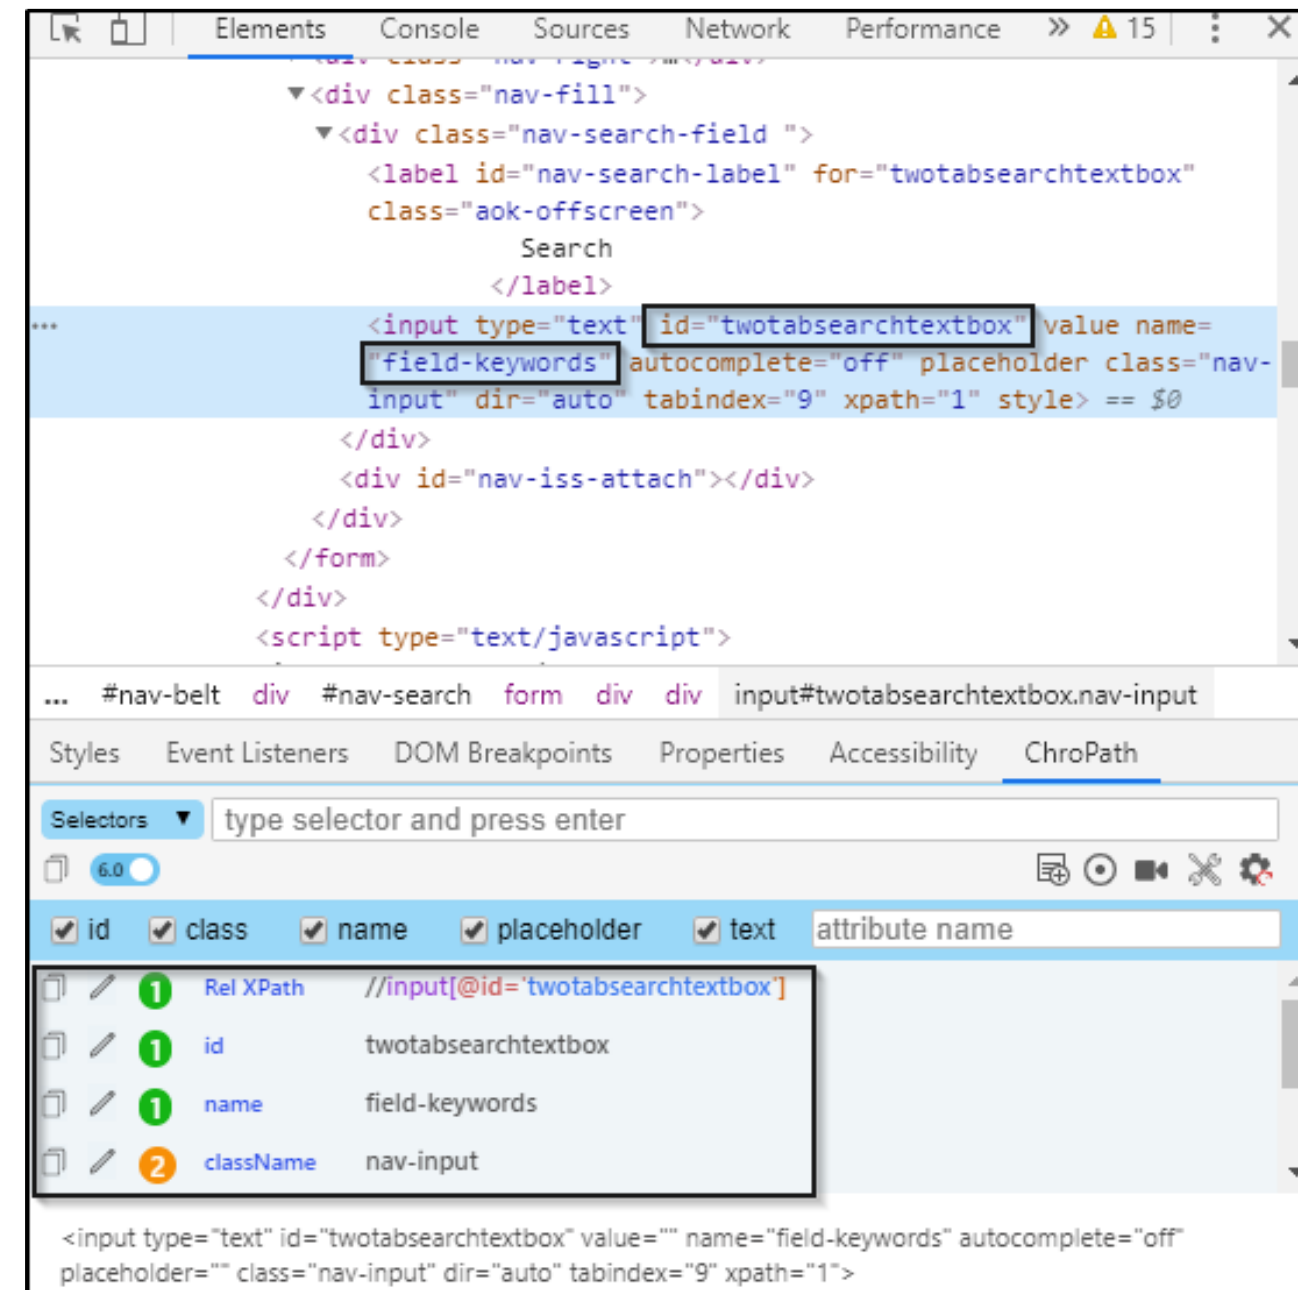 Elements Console Sources Network Performance » 15
<div class="nav-right">…</div>
▼<div class="nav-fill">
▼<div class="nav-search-field ">
<label id="nav-search-label" for="twotabsearchtextbox"
class="aok-offscreen">
Search
</label>
<input type="text" id="twotabsearchtextbox" value name=
"field-keywords" autocomplete="off" placeholder class="nav-
input" dir="auto" tabindex="9" xpath="1" style> == $0
</div>
<div id="nav-iss-attach"></div>
</div>
</form>
</div>
<script type="text/javascript">
... #nav-belt div #nav-search form div div input#twotabsearchtextbox.nav-input
Styles Event Listeners DOM Breakpoints Properties Accessibility ChroPath
Selectors ▼ type selector and press enter
6.0
id class name placeholder text attribute name
1 Rel XPath //input[@id='twotabsearchtextbox']
1 id twotabsearchtextbox
1 name field-keywords
2 className nav-input
<input type="text" id="twotabsearchtextbox" value="" name="field-keywords" autocomplete="off"
placeholder="" class="nav-input" dir="auto" tabindex="9" xpath="1">